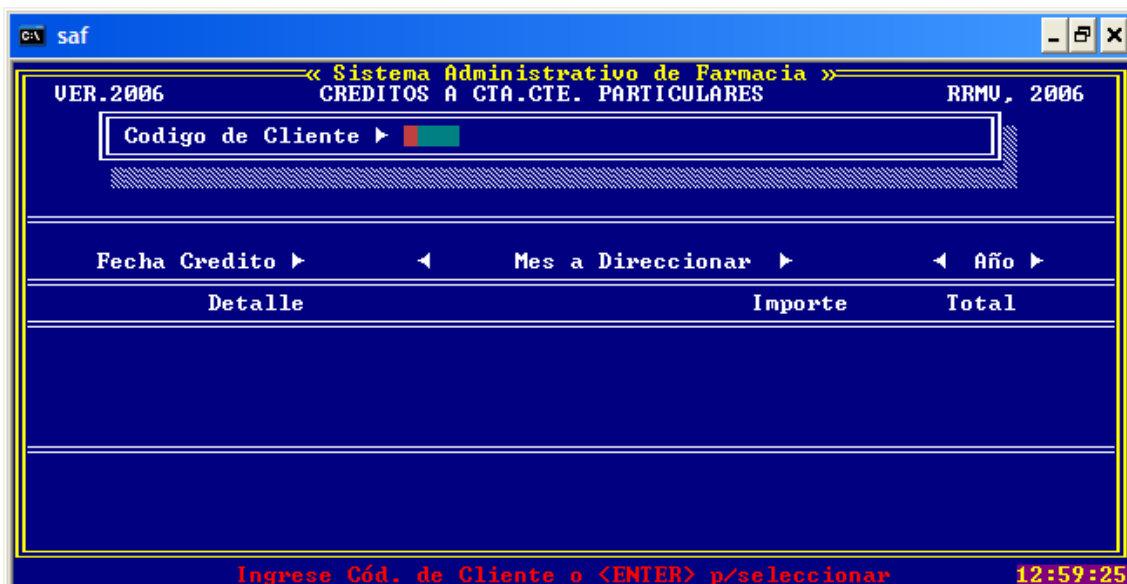 saf
« Sistema Administrativo de Farmacia »
VER.2006 CREDITOS A CTA.CTE. PARTICULARES RRMV, 2006
Codigo de Cliente ►
Fecha Credito ► ◄ Mes a Direccionar ► ◄ Año ►
Detalle Importe Total
Ingrese Cód. de Cliente o <ENTER> p/seleccionar 12:59:25